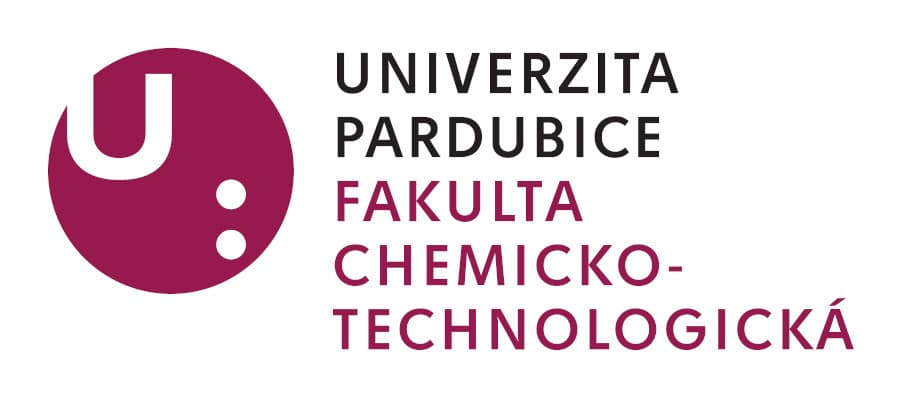 U:
UNIVERZITA
PARDUBICE
FAKULTA
CHEMICKO-
TECHNOLOGICKÁ